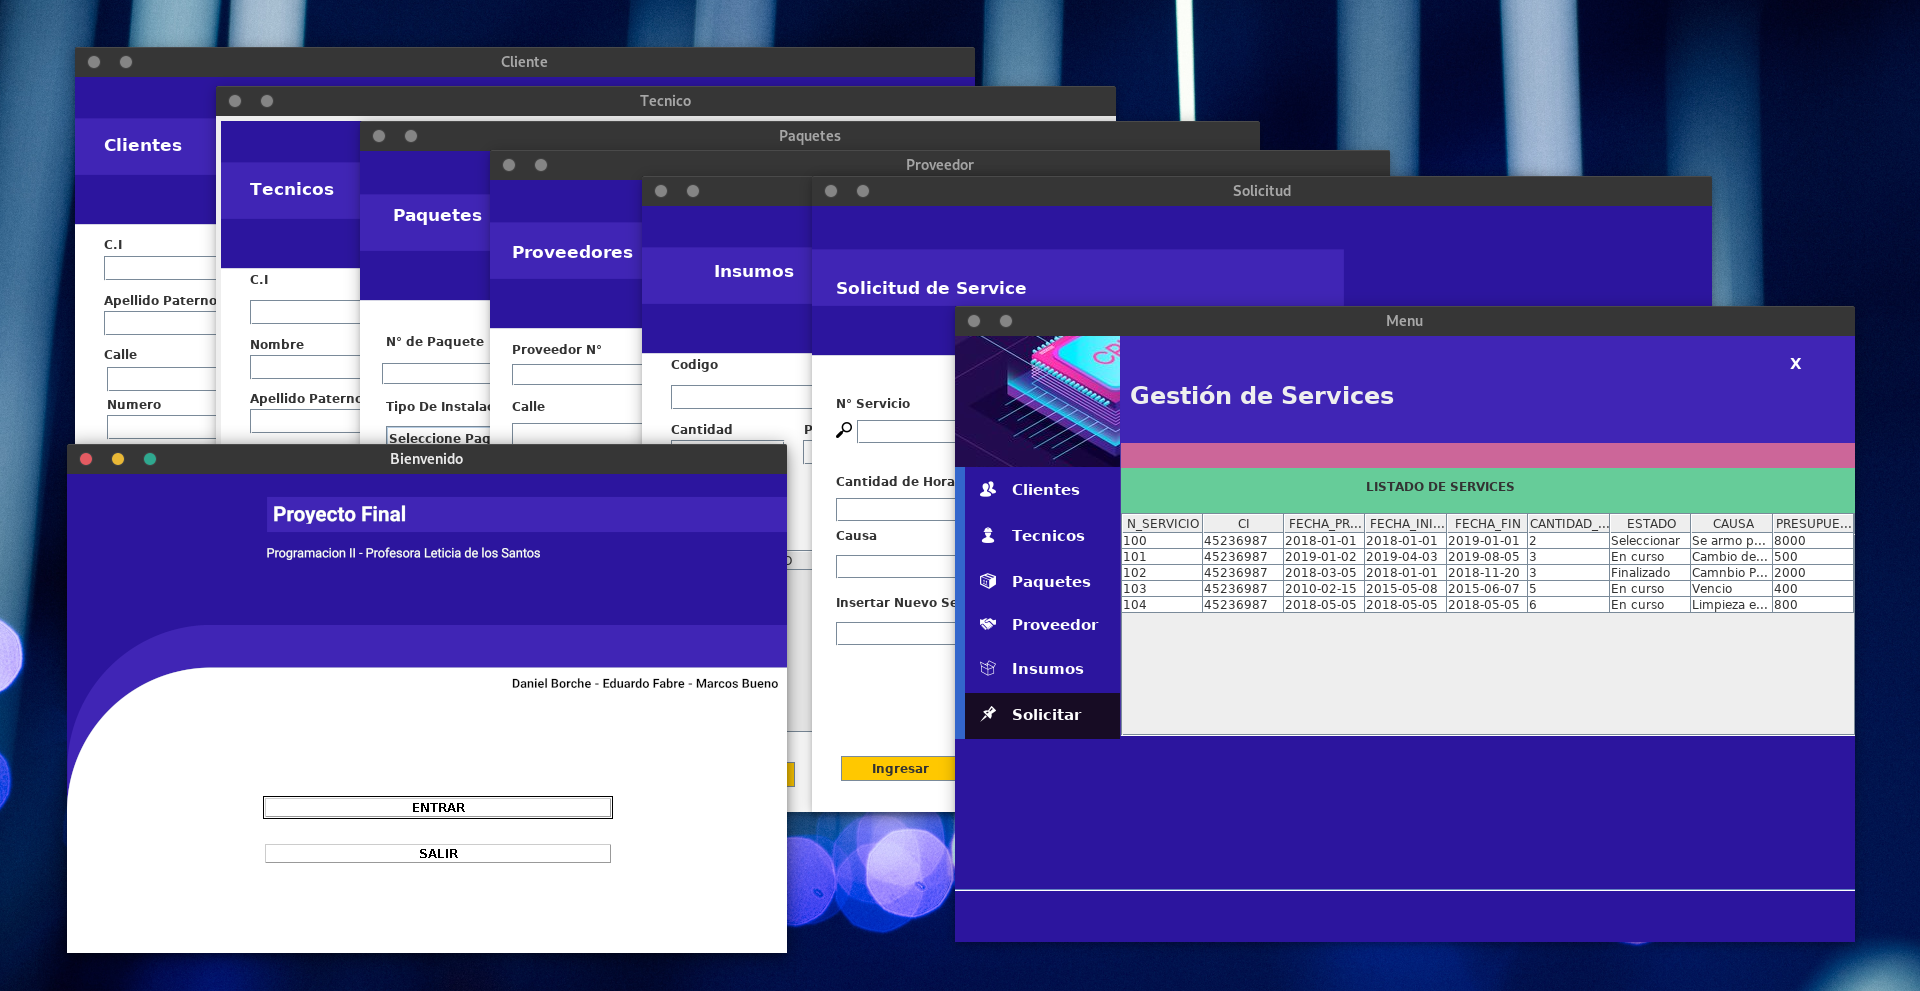 Cliente
Clientes
C.I
Apellido Paterno
Calle
Numero
Tecnico
Tecnicos
C.I
Nombre
Apellido Paterno
Paquetes
Paquetes
N° de Paquete
Tipo De Instalac
Seleccione Paq
Proveedor
Proveedores
Proveedor N°
Calle
Insumos
Codigo
Cantidad
P
Solicitud
Solicitud de Service
N° Servicio
Cantidad de Hora
Causa
Insertar Nuevo Se
Ingresar
Bienvenido
Proyecto Final
Programacion II - Profesora Leticia de los Santos
Daniel Borche - Eduardo Fabre - Marcos Bueno
ENTRAR
SALIR
Menu
X
Gestión de Services
Clientes
Tecnicos
Paquetes
Proveedor
Insumos
Solicitar
LISTADO DE SERVICES
N_SERVICIO CI FECHA_PR... FECHA_INI... FECHA_FIN CANTIDAD_... ESTADO CAUSA PRESUPUE...
100 45236987 2018-01-01 2018-01-01 2019-01-01 2 Seleccionar Se armo p... 8000
101 45236987 2019-01-02 2019-04-03 2019-08-05 3 En curso Cambio de... 500
102 45236987 2018-03-05 2018-01-01 2018-11-20 3 Finalizado Camnbio P... 2000
103 45236987 2010-02-15 2015-05-08 2015-06-07 5 En curso Vencio 400
104 45236987 2018-05-05 2018-05-05 2018-05-05 6 En curso Limpieza e... 800